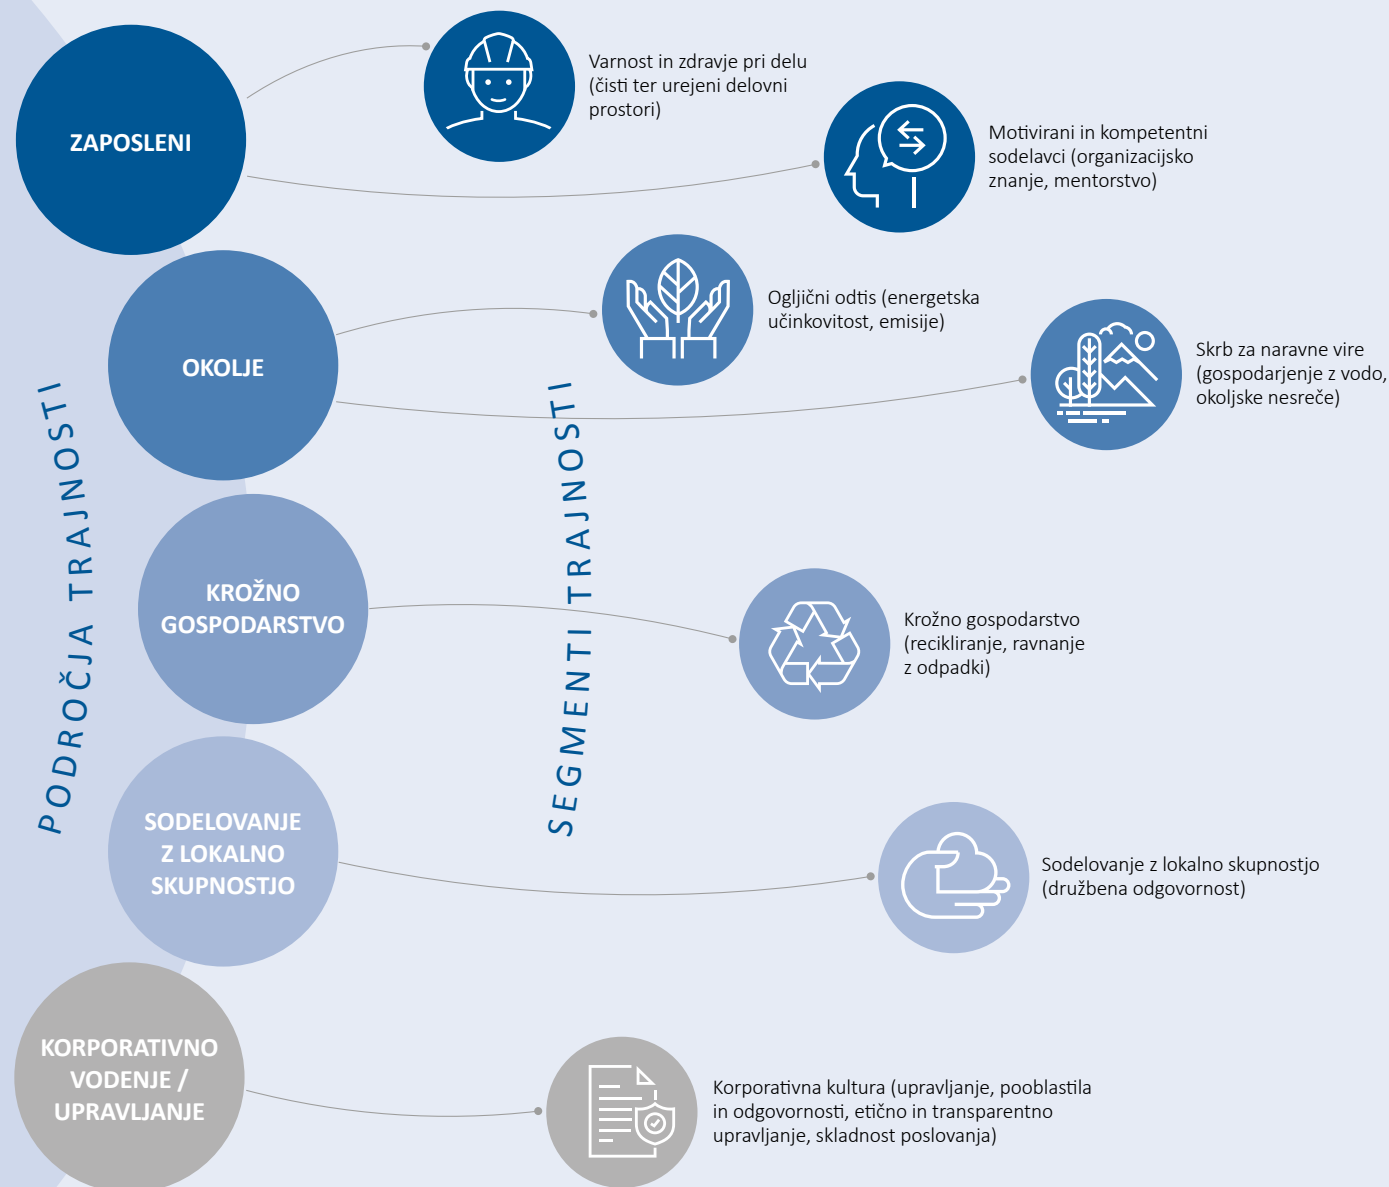 ZAPOSLENI
Varnost in zdravje pri delu
(čisti ter urejeni delovni
prostori)
Motivirani in kompetentni
sodelavci (organizacijsko
znanje, mentorstvo)
OKOLJE
Ogljični odtis (energetska
učinkovitost, emisije)
Skrb za naravne vire
(gospodarjenje z vodo,
okoljske nesreče)
PODROČJA TRAJNOSTI
SEGMENTI TRAJNOSTI
KROŽNO
GOSPODARSTVO
Krožno gospodarstvo
(recikliranje, ravnanje
z odpadki)
SODELOVANJE
Z LOKALNO
SKUPNOSTJO
Sodelovanje z lokalno skupnostjo
(družbena odgovornost)
KORPORATIVNO
VODENJE /
UPRAVLJANJE
Korporativna kultura (upravljanje, pooblastila
in odgovornosti, etično in transparentno
upravljanje, skladnost poslovanja)